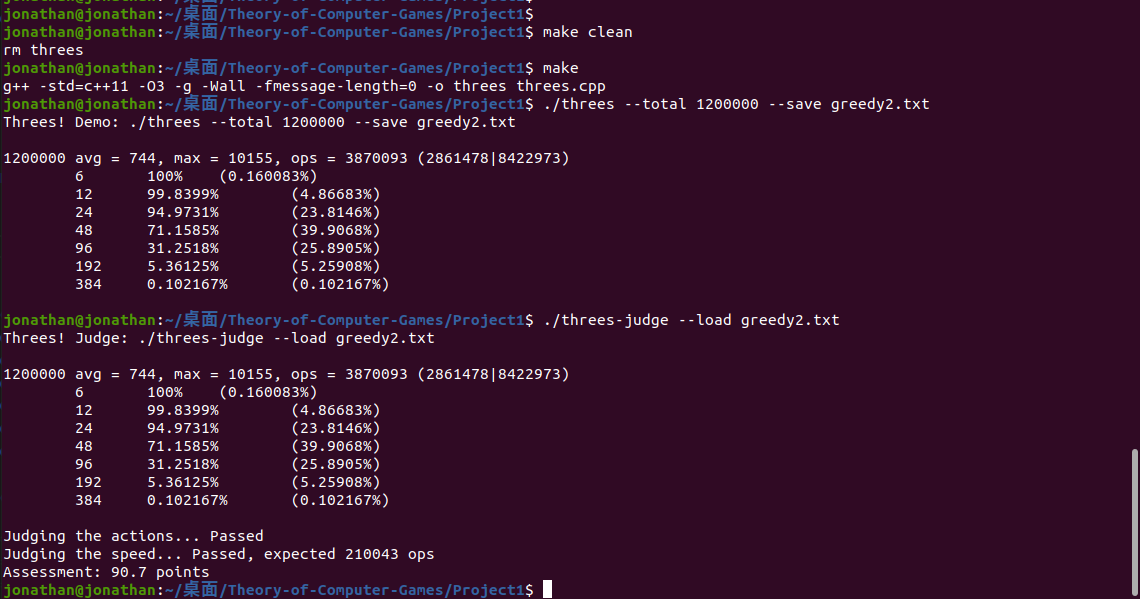 jonathan@jonathan:~/桌面/Theory-of-Computer-Games/Project1$
jonathan@jonathan:~/桌面/Theory-of-Computer-Games/Project1$
jonathan@jonathan:~/桌面/Theory-of-Computer-Games/Project1$ make clean
rm threes
jonathan@jonathan:~/桌面/Theory-of-Computer-Games/Project1$ make
g++ -std=c++11 -O3 -g -Wall -fmessage-length=0 -o threes threes.cpp
jonathan@jonathan:~/桌面/Theory-of-Computer-Games/Project1$ ./threes --total 1200000 --save greedy2.txt
Threes! Demo: ./threes --total 1200000 --save greedy2.txt
1200000 avg = 744, max = 10155, ops = 3870093 (2861478|8422973)
6 100% (0.160083%)
12 99.8399% (4.86683%)
24 94.9731% (23.8146%)
48 71.1585% (39.9068%)
96 31.2518% (25.8905%)
192 5.36125% (5.25908%)
384 0.102167% (0.102167%)
jonathan@jonathan:~/桌面/Theory-of-Computer-Games/Project1$ ./threes-judge --load greedy2.txt
Threes! Judge: ./threes-judge --load greedy2.txt
1200000 avg = 744, max = 10155, ops = 3870093 (2861478|8422973)
6 100% (0.160083%)
12 99.8399% (4.86683%)
24 94.9731% (23.8146%)
48 71.1585% (39.9068%)
96 31.2518% (25.8905%)
192 5.36125% (5.25908%)
384 0.102167% (0.102167%)
Judging the actions... Passed
Judging the speed... Passed, expected 210043 ops
Assessment: 90.7 points
jonathan@jonathan:~/桌面/Theory-of-Computer-Games/Project1$